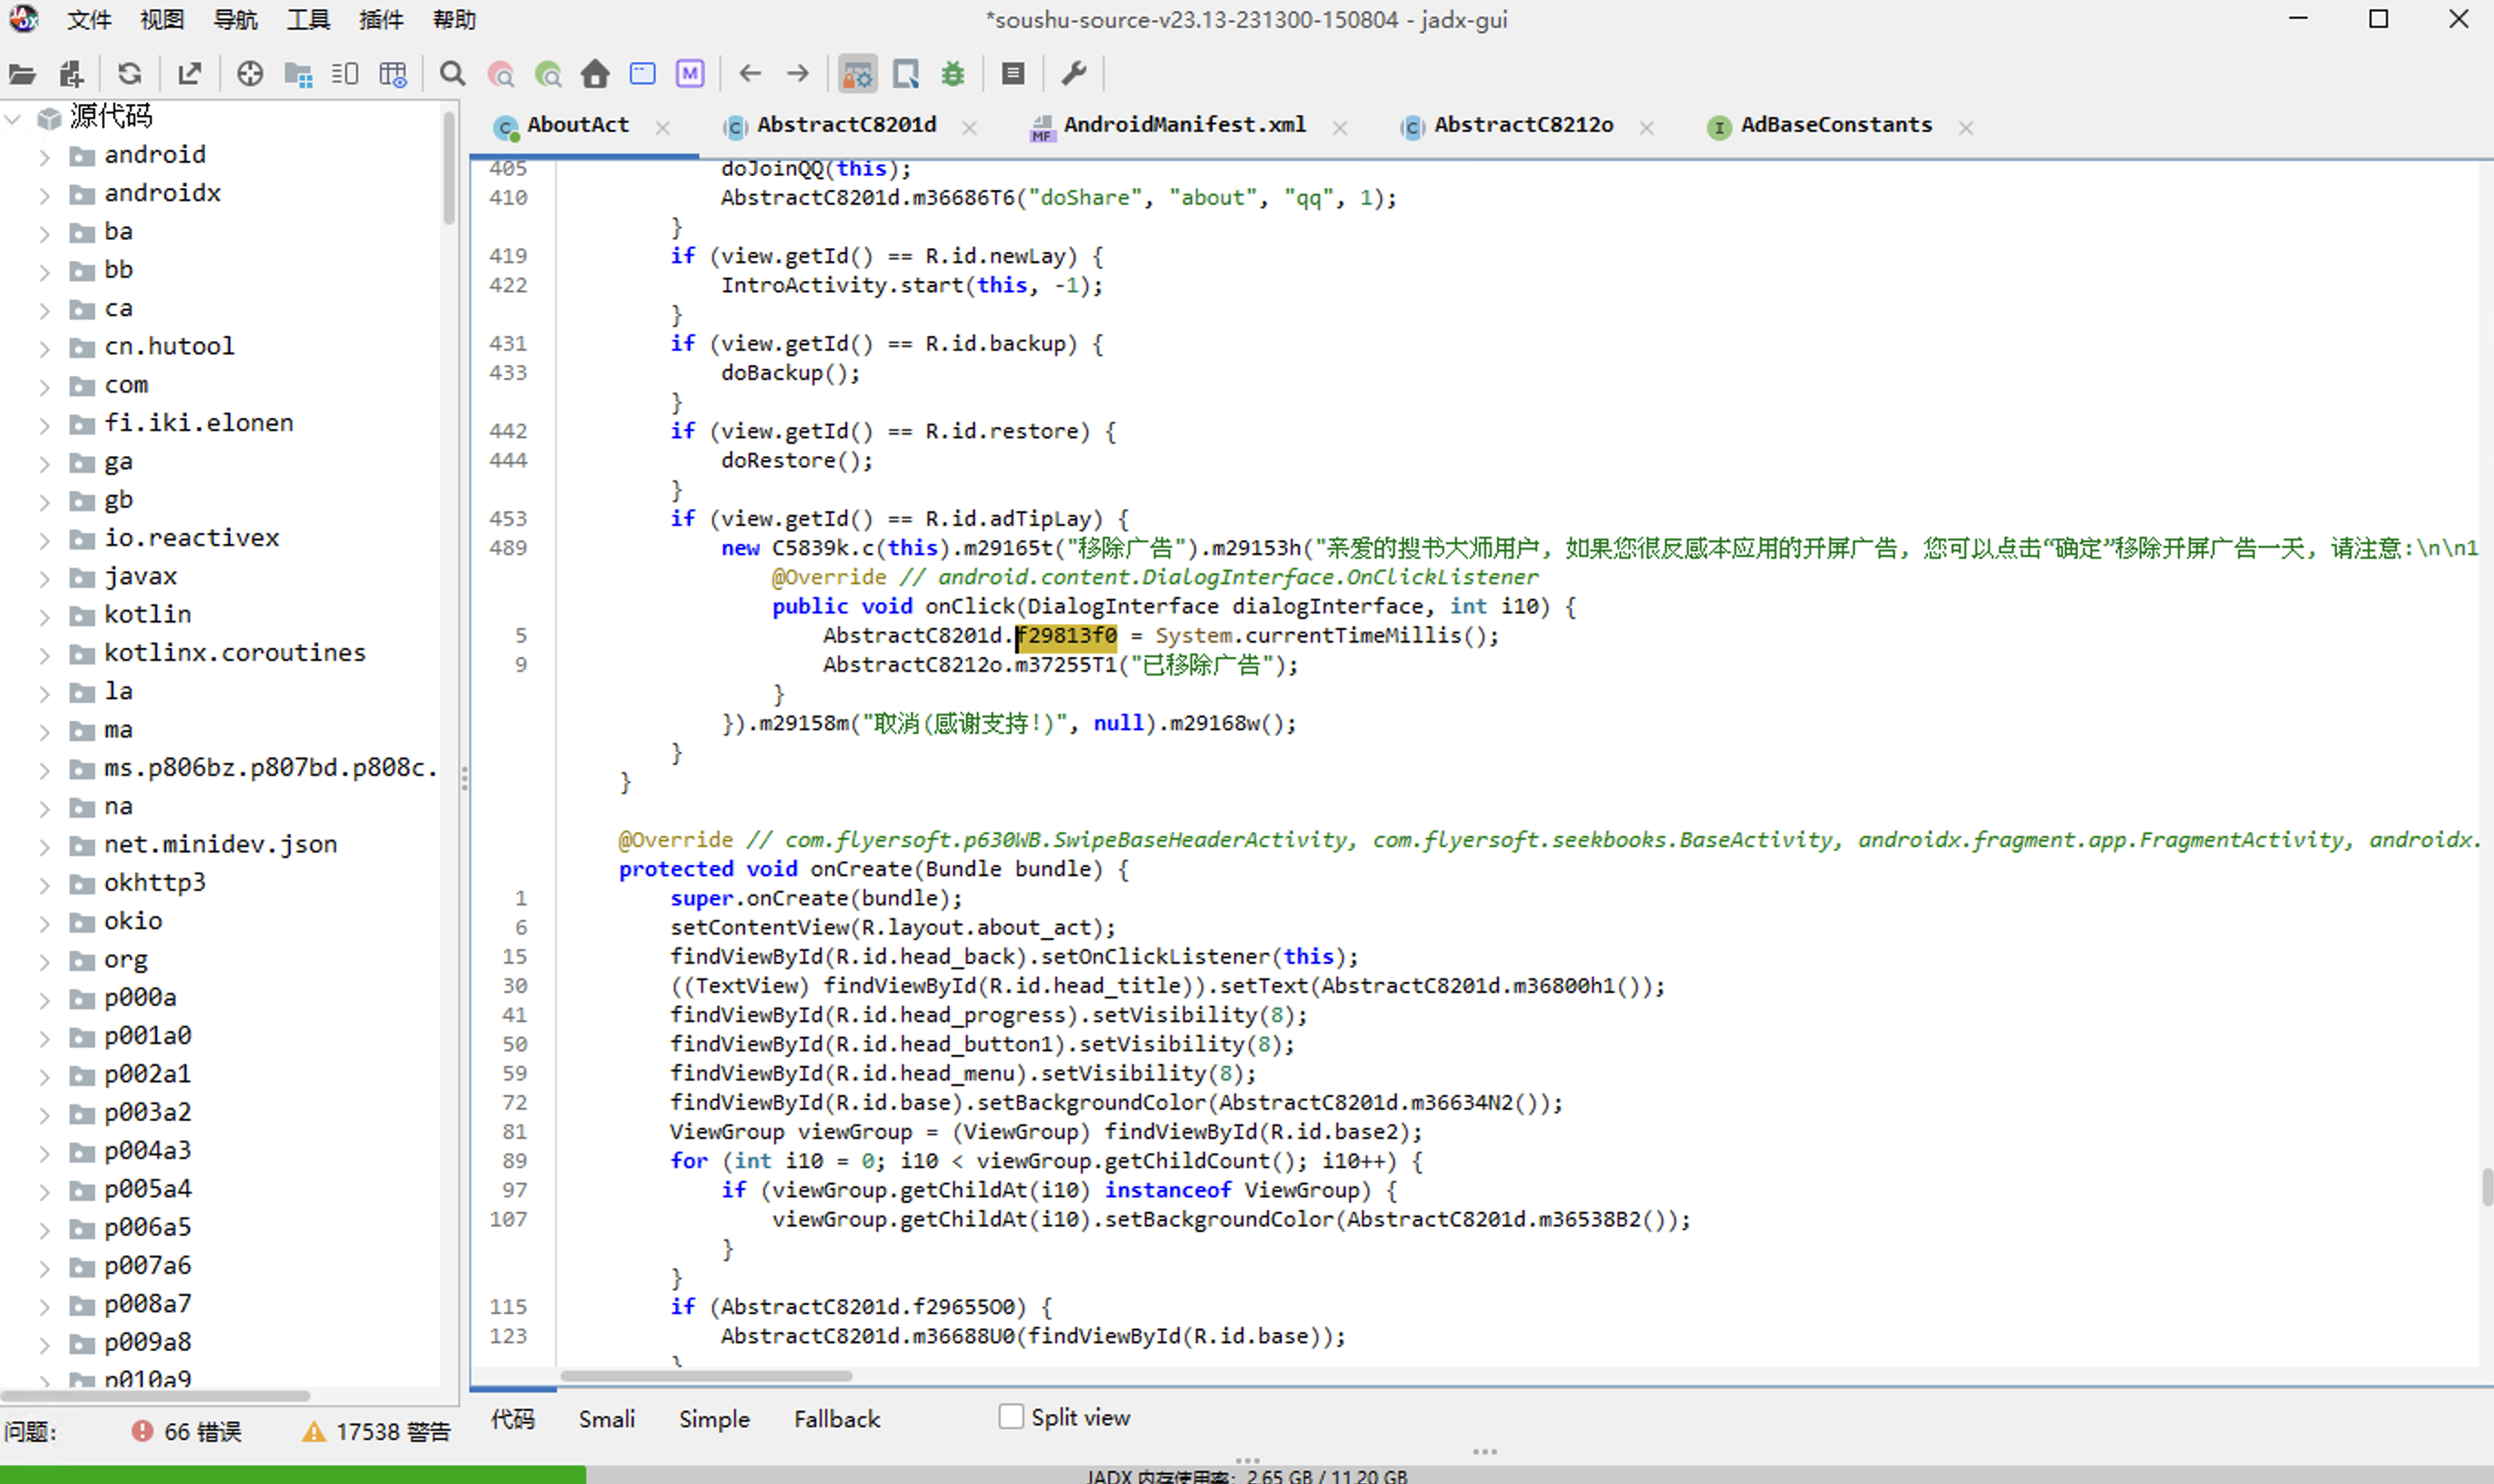 文件 视图 导航 工具 插件 帮助
*soushu-source-v23.13-231300-150804 - jadx-gui
源代码
android
androidx
ba
bb
ca
cn.hutool
com
fi.iki.elonen
ga
gb
io.reactivex
javax
kotlin
kotlinx.coroutines
la
ma
ms.p806bz.p807bd.p808c.
na
net.minidev.json
okhttp3
okio
org
p000a
p001a0
p002a1
p003a2
p004a3
p005a4
p006a5
p007a6
p008a7
p009a8
p010a9
问题: 66 错误 17538 警告
AboutAct AbstractC8201d AndroidManifest.xml AbstractC8212o AdBaseConstants
405 doJoinQQ(this);
410 AbstractC8201d.m36686T6("doShare", "about", "qq", 1);
}
419 if (view.getId() == R.id.newLay) {
422 IntroActivity.start(this, -1);
}
431 if (view.getId() == R.id.backup) {
433 doBackup();
}
442 if (view.getId() == R.id.restore) {
444 doRestore();
}
453 if (view.getId() == R.id.adTipLay) {
489 new C5839k.c(this).m29165t("移除广告").m29153h("亲爱的搜书大师用户, 如果您很反感本应用的开屏广告, 您可以点击“确定”移除开屏广告一天, 请注意:\n\n1
@Override // android.content.DialogInterface.OnClickListener
public void onClick(DialogInterface dialogInterface, int i10) {
5 AbstractC8201d.f29813f0 = System.currentTimeMillis();
9 AbstractC8212o.m37255T1("已移除广告");
}
}).m29158m("取消(感谢支持!)", null).m29168w();
}
}
@Override // com.flyersoft.p630WB.SwipeBaseHeaderActivity, com.flyersoft.seekbooks.BaseActivity, androidx.fragment.app.FragmentActivity, androidx.
protected void onCreate(Bundle bundle) {
1 super.onCreate(bundle);
6 setContentView(R.layout.about_act);
15 findViewById(R.id.head_back).setOnClickListener(this);
30 ((TextView) findViewById(R.id.head_title)).setText(AbstractC8201d.m36800h1());
41 findViewById(R.id.head_progress).setVisibility(8);
50 findViewById(R.id.head_button1).setVisibility(8);
59 findViewById(R.id.head_menu).setVisibility(8);
72 findViewById(R.id.base).setBackgroundColor(AbstractC8201d.m36634N2());
81 ViewGroup viewGroup = (ViewGroup) findViewById(R.id.base2);
89 for (int i10 = 0; i10 < viewGroup.getChildCount(); i10++) {
97 if (viewGroup.getChildAt(i10) instanceof ViewGroup) {
107 viewGroup.getChildAt(i10).setBackgroundColor(AbstractC8201d.m36538B2());
}
}
115 if (AbstractC8201d.f29655O0) {
123 AbstractC8201d.m36688U0(findViewById(R.id.base));
}
代码 Smali Simple Fallback Split view
JADX 内存使用率: 2.65 GB / 11.20 GB